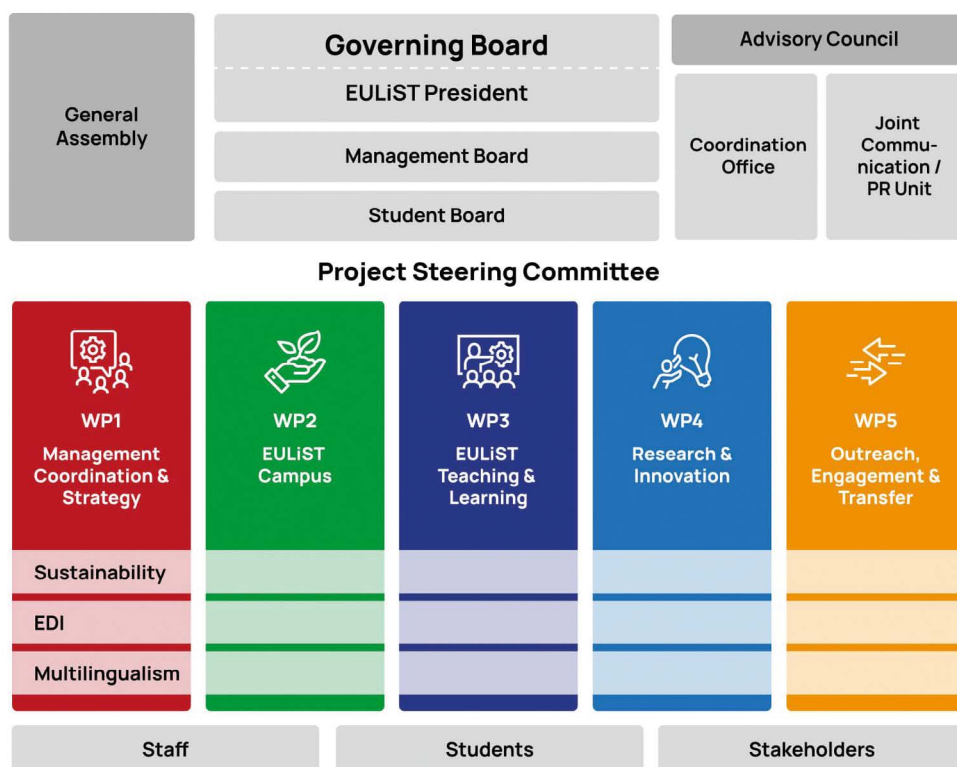 General
Assembly
Governing Board
EULiST President
Management Board
Student Board
Advisory Council
Coordination
Office
Joint
Commu-
nication /
PR Unit
Project Steering Committee
WP1
Management
Coordination &
Strategy
WP2
EULiST
Campus
WP3
EULiST
Teaching &
Learning
WP4
Research &
Innovation
WP5
Outreach,
Engagement &
Transfer
Sustainability
EDI
Multilingualism
Staff
Students
Stakeholders